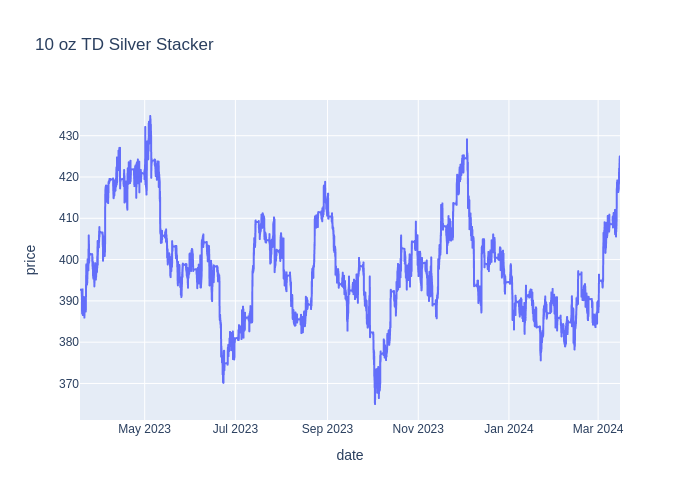 10 oz TD Silver Stacker
430
420
410
400
390
380
370
price
May 2023
Jul 2023
Sep 2023
Nov 2023
Jan 2024
Mar 2024
date